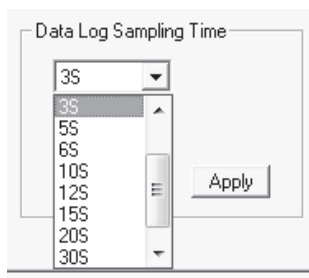 Data Log Sampling Time
3S
3S
5S
6S
10S
12S
15S
20S
30S
Apply